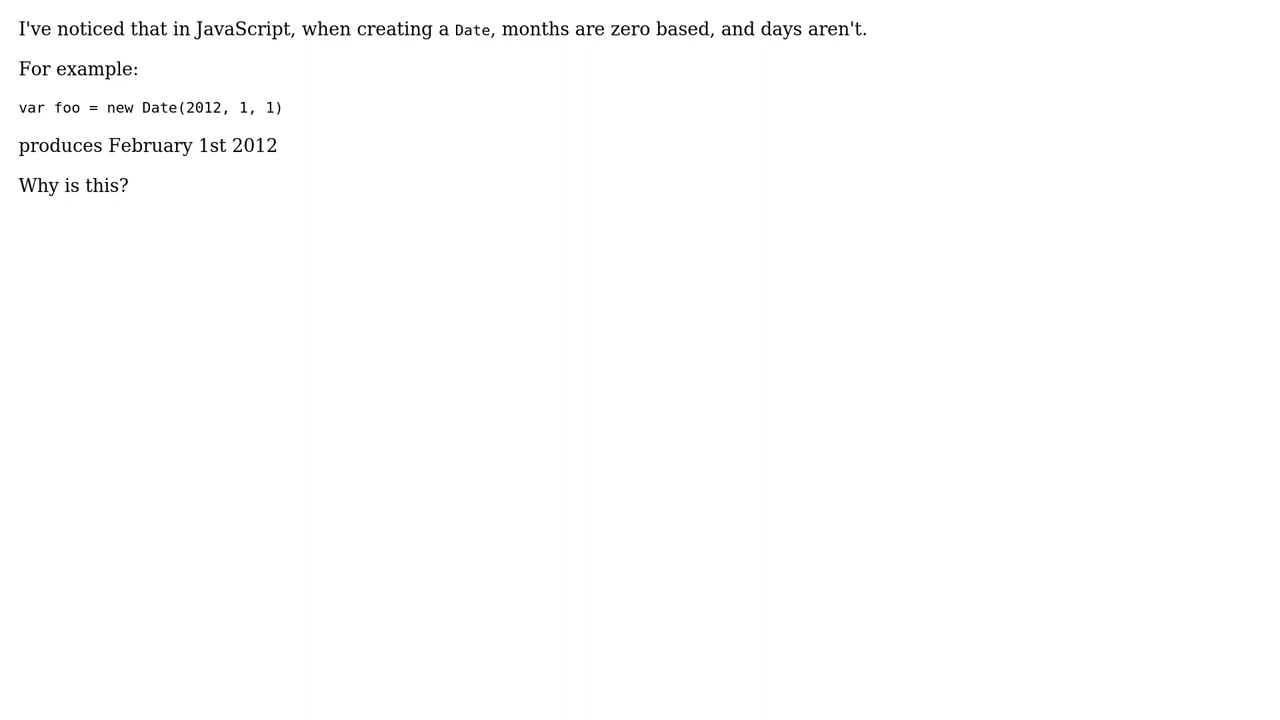 I've noticed that in JavaScript, when creating a Date, months are zero based, and days aren't.
For example:
var foo = new Date(2012, 1, 1)
produces February 1st 2012
Why is this?